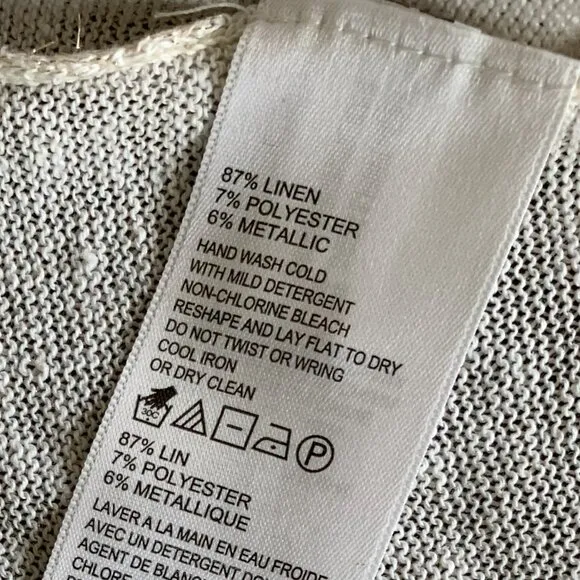 87% LINEN
7% POLYESTER
6% METALLIC
HAND WASH COLD
WITH MILD DETERGENT
NON-CHLORINE BLEACH
RESHAPE AND LAY FLAT TO DRY
DO NOT TWIST OR WRING
COOL IRON
OR DRY CLEAN
30C P
87% LIN
7% POLYESTER
6% METALLIQUE
LAVER A LA MAIN EN EAU FROIDE
AVEC UN DETERGENT
AGENT DE
CHLORE